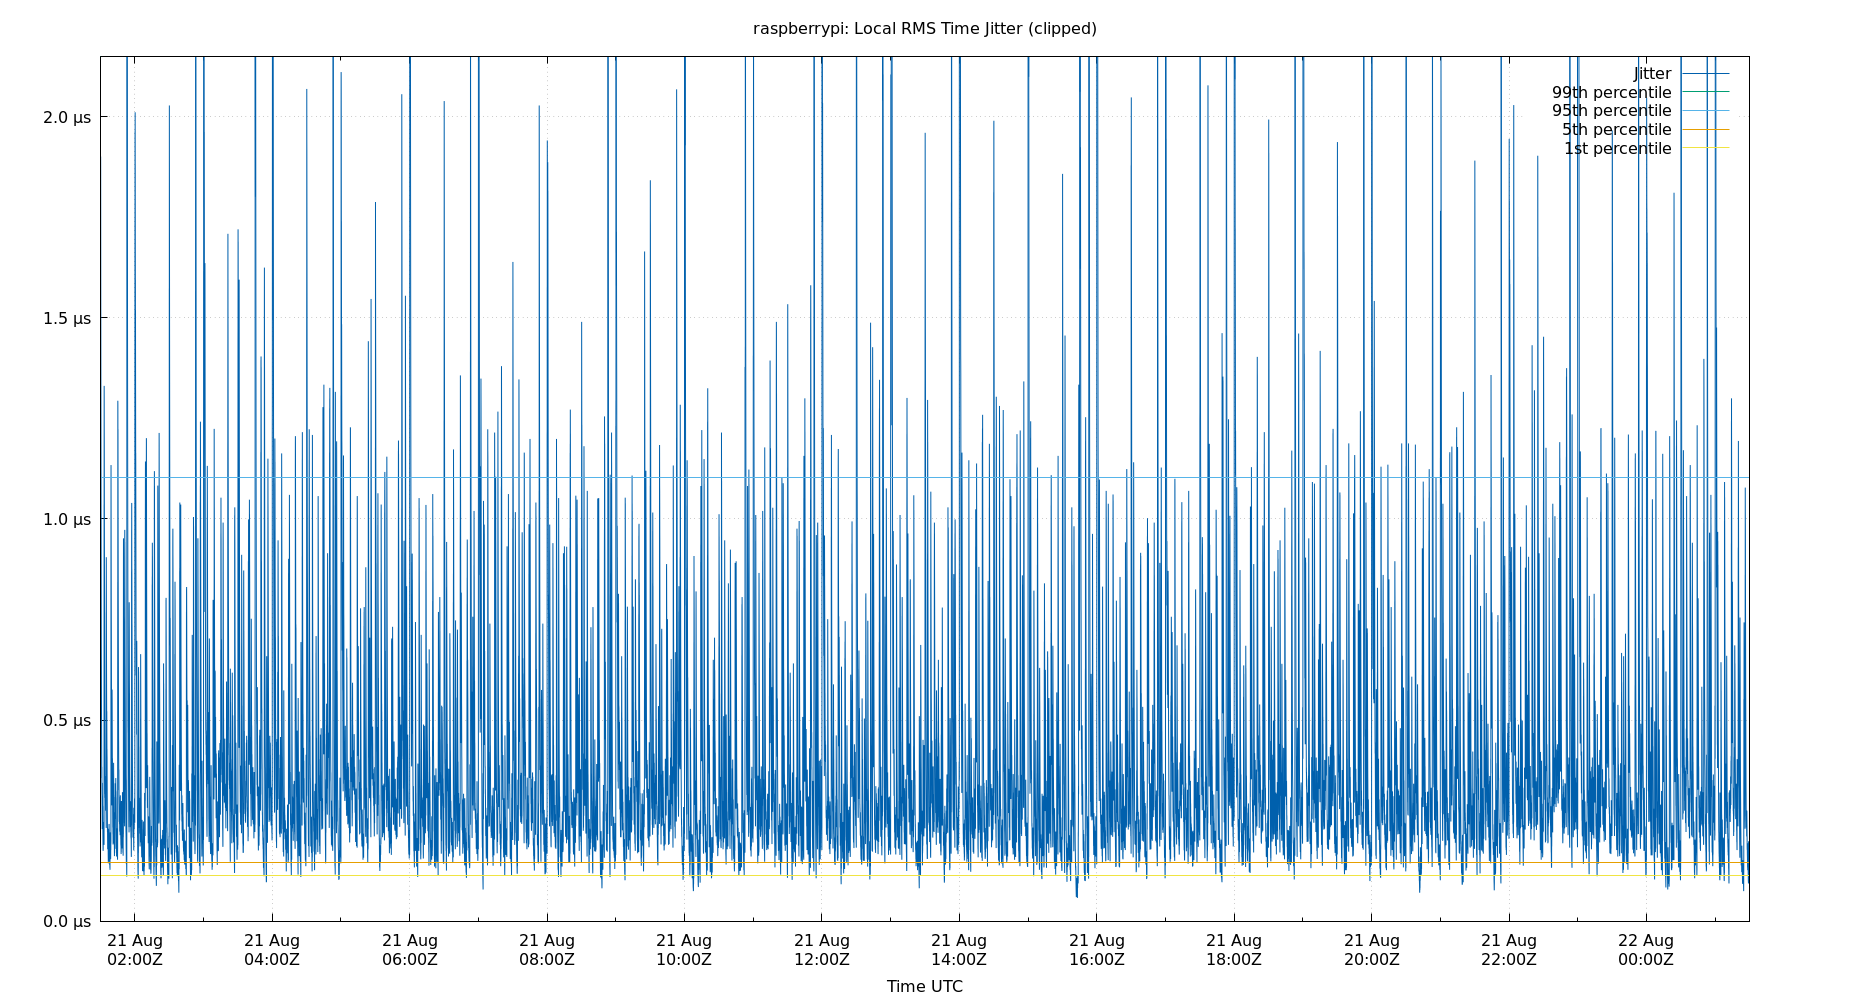 raspberrypi: Local RMS Time Jitter (clipped)
Jitter
99th percentile
95th percentile
5th percentile
1st percentile
2.0 µs
1.5 µs
1.0 µs
0.5 µs
0.0 µs
21 Aug 21 Aug 21 Aug 21 Aug 21 Aug 21 Aug 21 Aug 21 Aug 21 Aug 21 Aug 21 Aug 22 Aug
02:00Z 04:00Z 06:00Z 08:00Z 10:00Z 12:00Z 14:00Z 16:00Z 18:00Z 20:00Z 22:00Z 00:00Z
Time UTC